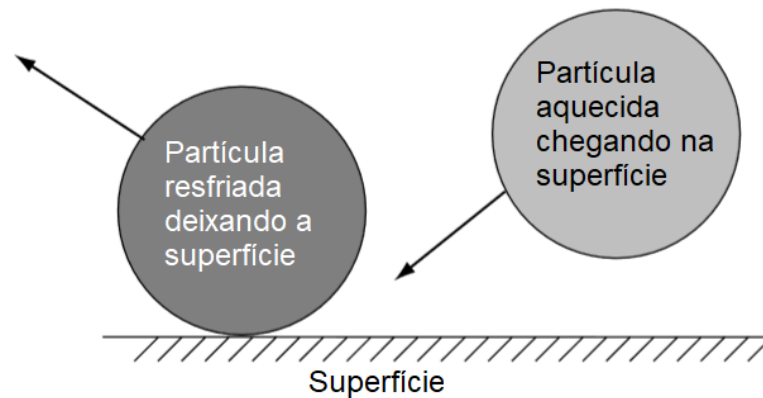 Partícula
resfriada
deixando a
superfície
Partícula
aquecida
chegando na
superfície
Superfície